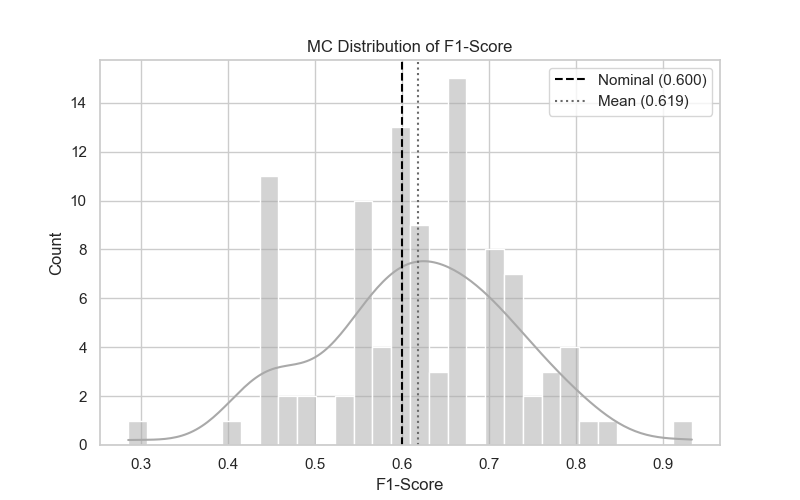 MC Distribution of F1-Score
Nominal (0.600)
Mean (0.619)
14
12
10
8
6
4
2
0
Count
0.3 0.4 0.5 0.6 0.7 0.8 0.9
F1-Score